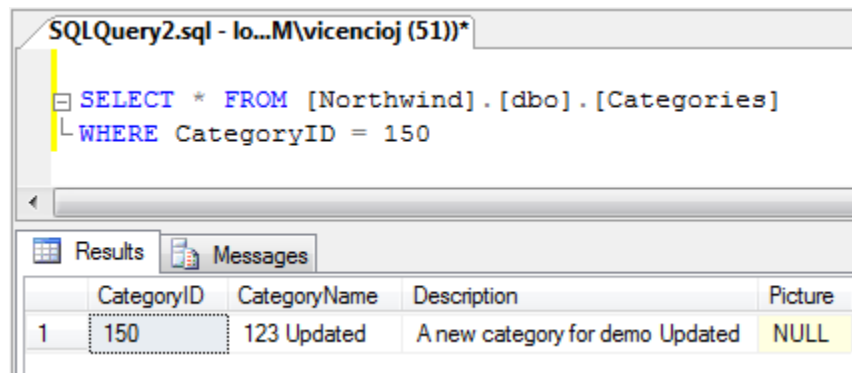 SQLQuery2.sql - lo...M\vicencioj (51))*
SELECT * FROM [Northwind].[dbo].[Categories]
WHERE CategoryID = 150
Results Messages
CategoryID CategoryName Description Picture
1 150 123 Updated A new category for demo Updated NULL